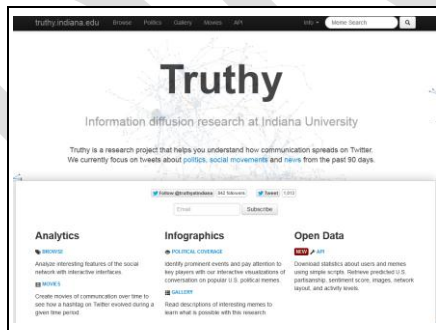 truthy.indiana.edu Browse Politics Gallery Movies API Info Meme Search
Truthy
Information diffusion research at Indiana University
Truthy is a research project that helps you understand how communication spreads on Twitter.
We currently focus on tweets about politics, social movements and news from the past 90 days.
Follow @truthyatindiana 342 followers Tweet 1,013
Email Subscribe
Analytics
BROWSE
Analyze interesting features of the social
network with interactive interfaces.
MOVIES
Create movies of communication over time to
see how a hashtag on Twitter evolved during a
given time period.
Infographics
POLITICAL COVERAGE
Identify prominent events and pay attention to
key players with our interactive visualizations of
conversation on popular U.S. political memes.
GALLERY
Read descriptions of interesting memes to
learn what is possible with this research
Open Data
NEW API
Download statistics about users and memes
using simple scripts. Retrieve predicted U.S.
partisanship, sentiment score, images, network
layout, and activity levels.